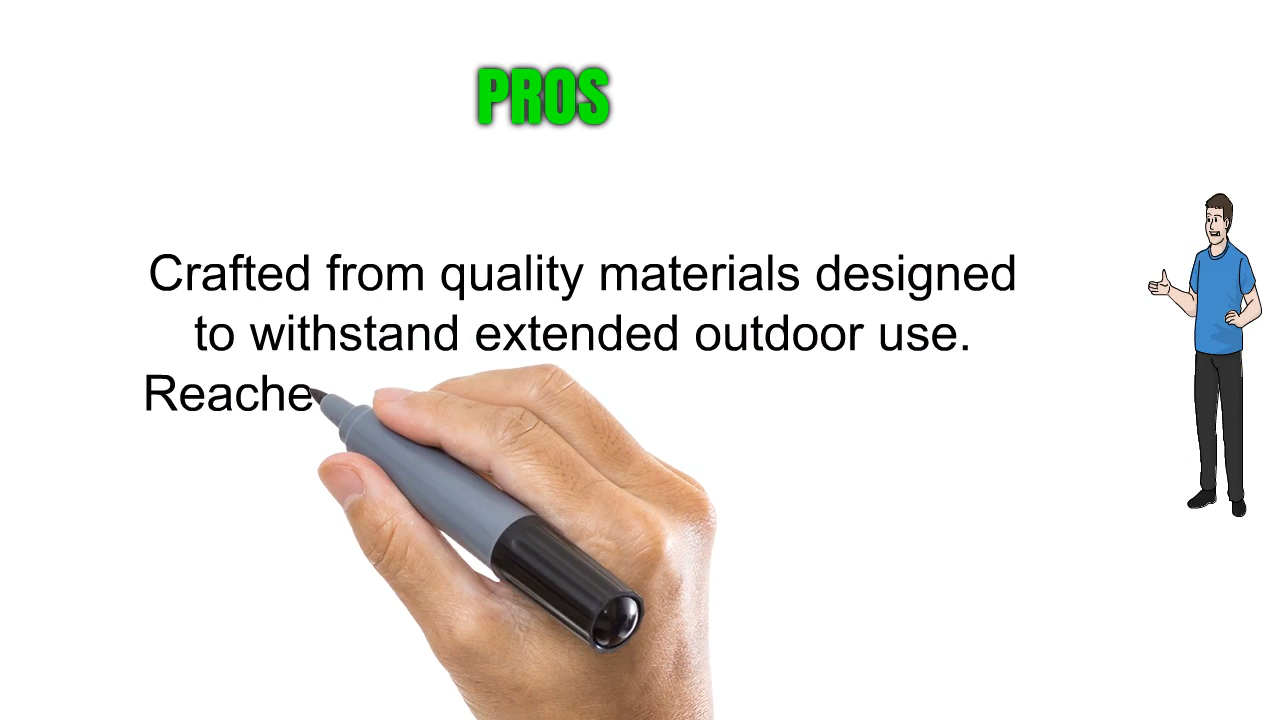 PROS
Crafted from quality materials designed
to withstand extended outdoor use.
Reache